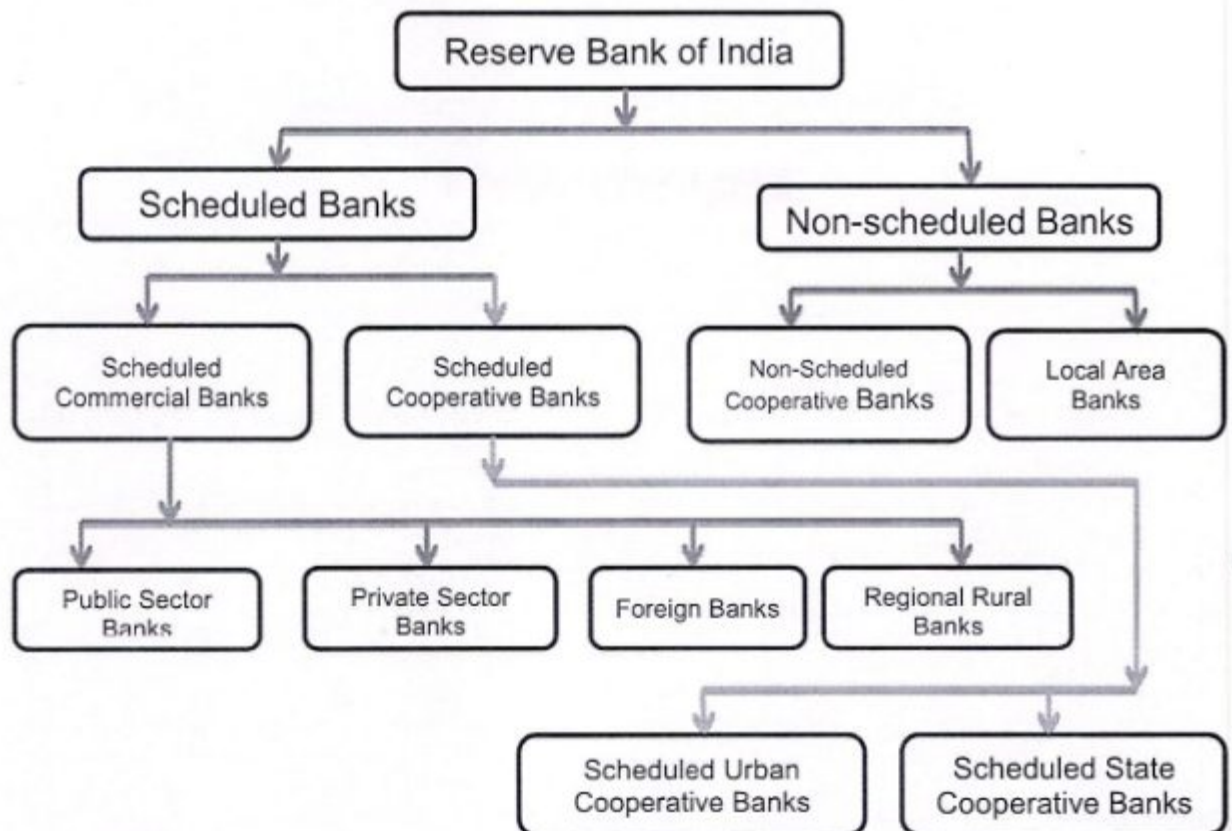 Reserve Bank of India
Scheduled Banks
Non-scheduled Banks
Scheduled
Commercial Banks
Scheduled
Cooperative Banks
Non-Scheduled
Cooperative Banks
Local Area
Banks
Public Sector
Banks
Private Sector
Banks
Foreign Banks
Regional Rural
Banks
Scheduled Urban
Cooperative Banks
Scheduled State
Cooperative Banks